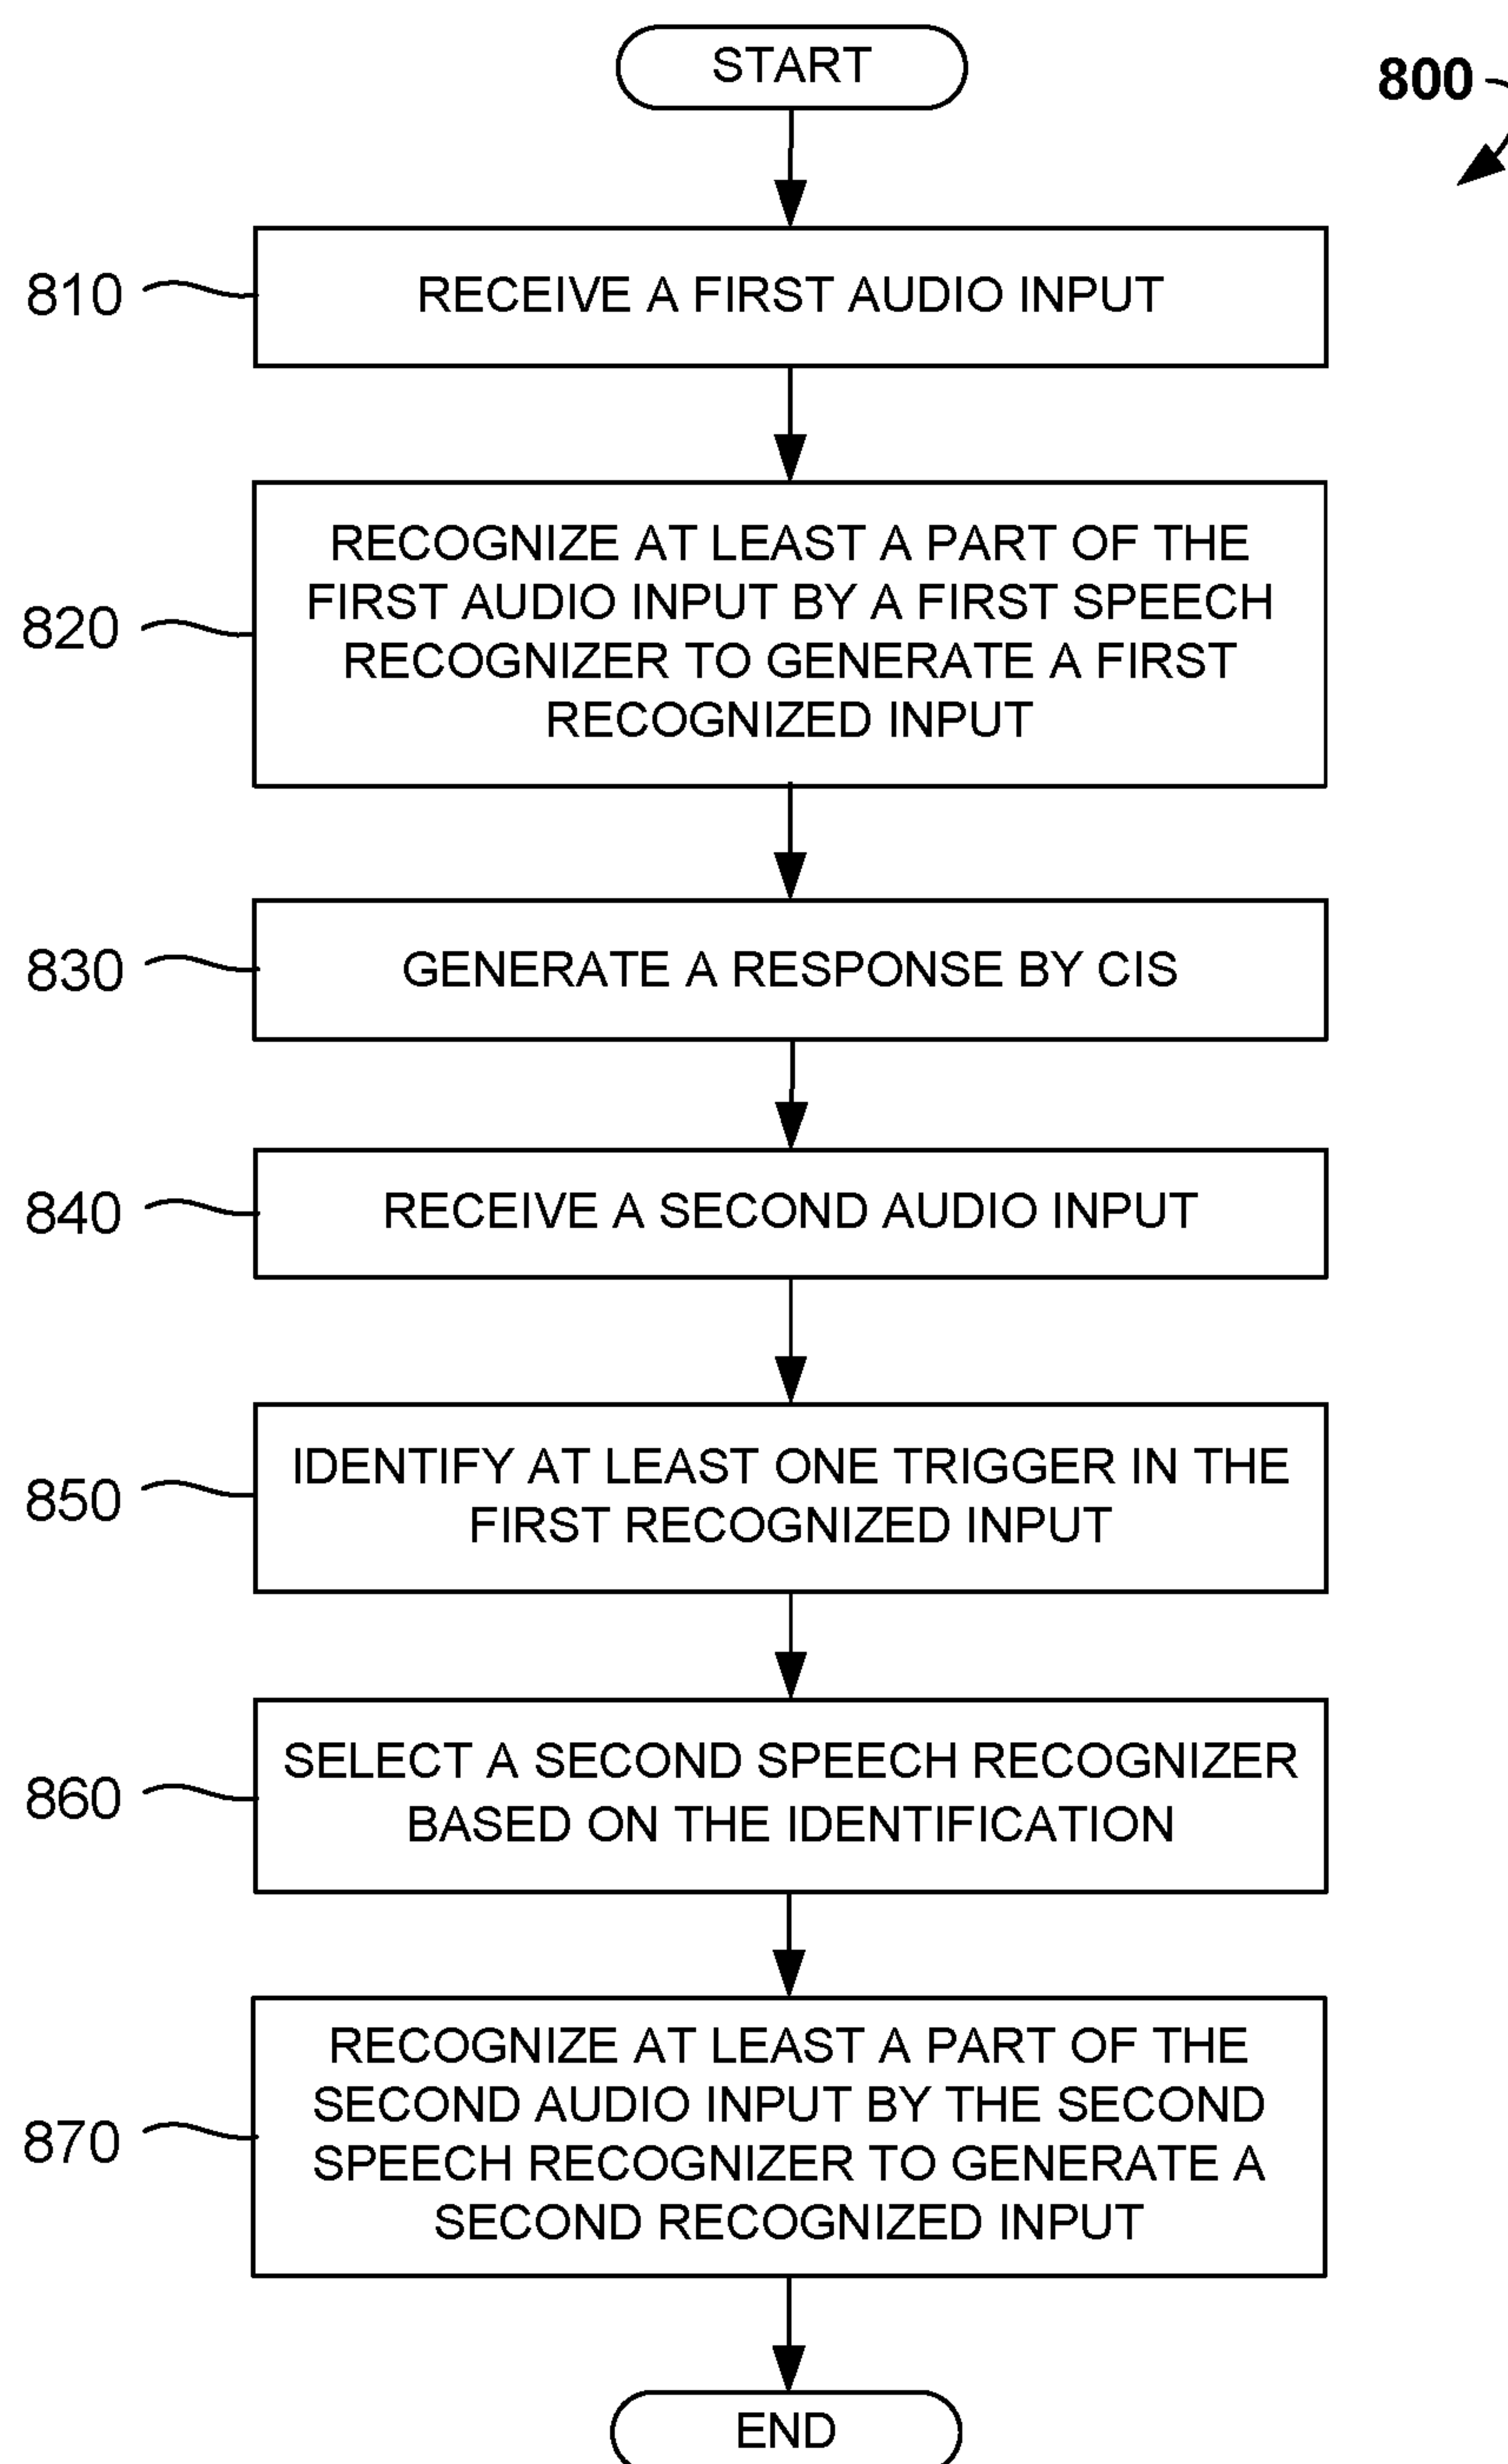 START
800
RECEIVE A FIRST AUDIO INPUT
810
RECOGNIZE AT LEAST A PART OF THE
FIRST AUDIO INPUT BY A FIRST SPEECH
RECOGNIZER TO GENERATE A FIRST
RECOGNIZED INPUT
820
GENERATE A RESPONSE BY CIS
830
RECEIVE A SECOND AUDIO INPUT
840
IDENTIFY AT LEAST ONE TRIGGER IN THE
FIRST RECOGNIZED INPUT
850
SELECT A SECOND SPEECH RECOGNIZER
BASED ON THE IDENTIFICATION
860
RECOGNIZE AT LEAST A PART OF THE
SECOND AUDIO INPUT BY THE SECOND
SPEECH RECOGNIZER TO GENERATE A
SECOND RECOGNIZED INPUT
870
END